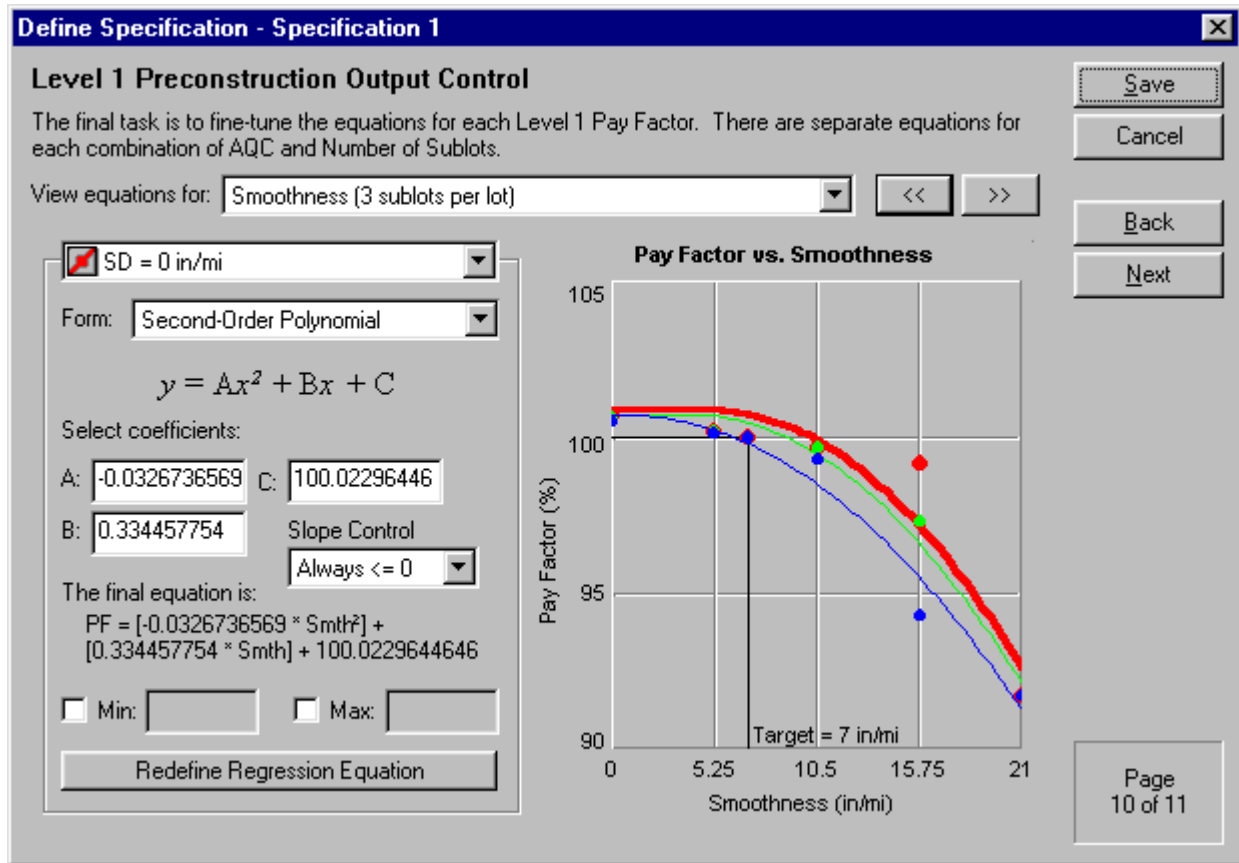 Define Specification - Specification 1
Level 1 Preconstruction Output Control
The final task is to fine-tune the equations for each Level 1 Pay Factor. There are separate equations for
each combination of AQC and Number of Sublots.
View equations for: Smoothness (3 sublots per lot) << >>
Save
Cancel
Back
Next
SD = 0 in/mi
Form: Second-Order Polynomial
y = Ax² + Bx + C
Select coefficients:
A: -0.0326736569 C: 100.02296446
B: 0.334457754 Slope Control
Always <= 0
The final equation is:
PF = [-0.0326736569 * Smth²] +
[0.334457754 * Smth] + 100.0229644646
Min: Max:
Redefine Regression Equation
Pay Factor vs. Smoothness
105
100
95
90
Pay Factor (%)
Target = 7 in/mi
0 5.25 10.5 15.75 21
Smoothness (in/mi)
Page
10 of 11